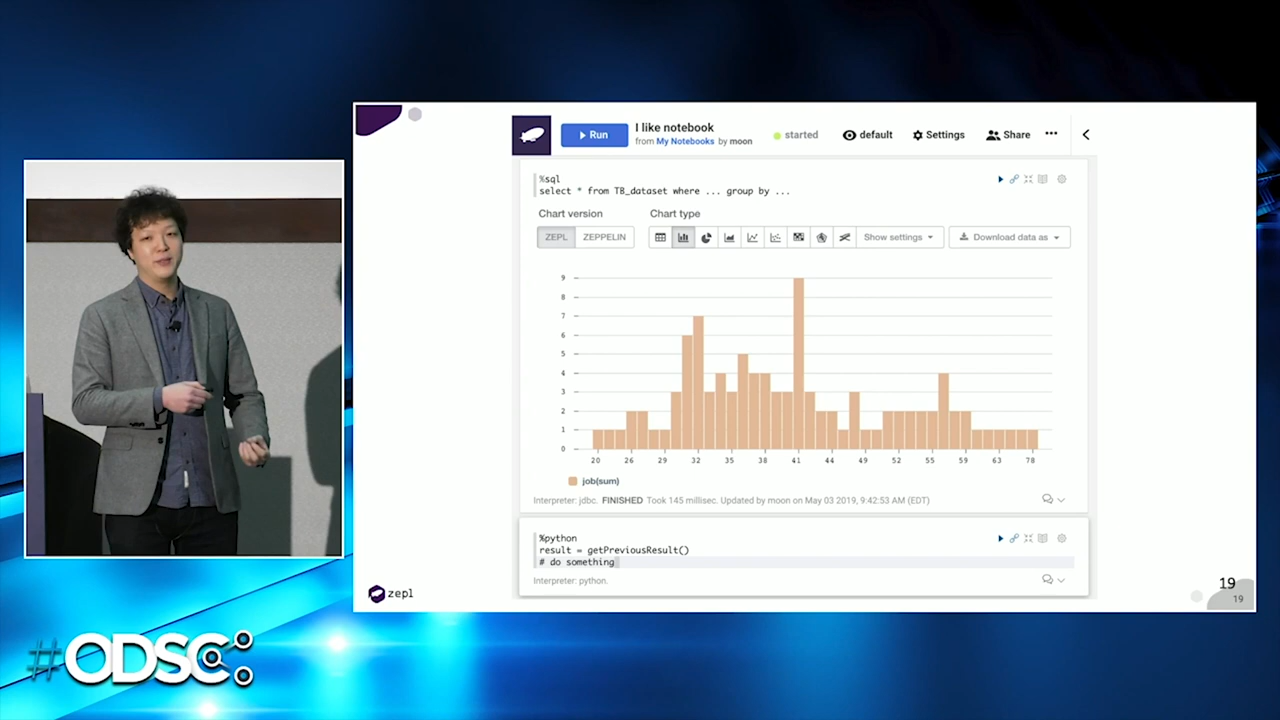 Run
I like notebook
from My Notebooks by moon
started
default
Settings
Share
%sql
select * from TB_dataset where ... group by ...
Chart version
Chart type
ZEPL
ZEPPELIN
Show settings
Download data as
9
8
7
6
5
4
3
2
1
0
20 26 29 32 35 38 41 44 49 52 55 59 63 78
job(sum)
Interpreter: jdbc. FINISHED Took 145 millisec. Updated by moon on May 03 2019, 9:42:53 AM (EDT)
%python
result = getPreviousResult()
# do something
Interpreter: python.
zepl
19
19
#ODSC